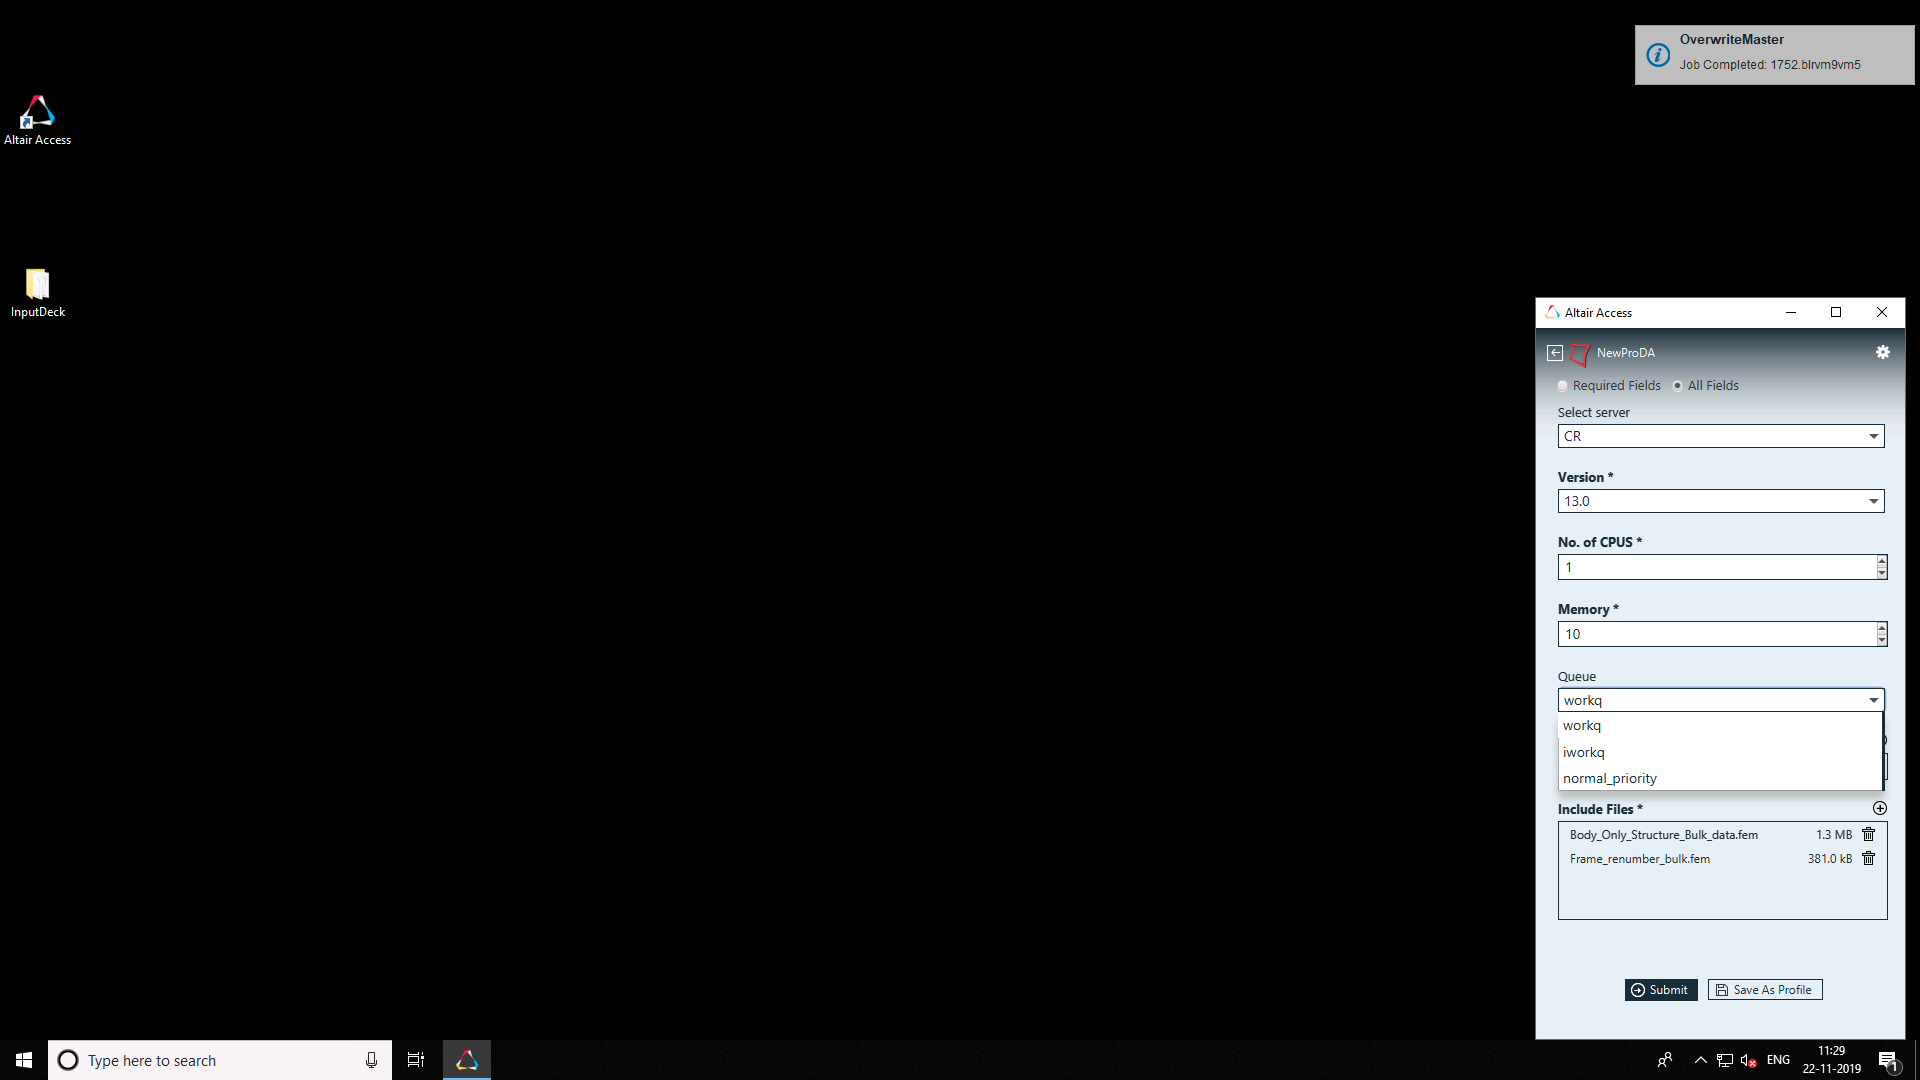 OverwriteMaster
Job Completed: 1752.blrvm9vm5
Altair Access
InputDeck
Altair Access
NewProDA
Required Fields All Fields
Select server
CR
Version *
13.0
No. of CPUS *
1
Memory *
10
Queue
workq
workq
iworkq
normal_priority
Include Files *
Body_Only_Structure_Bulk_data.fem 1.3 MB
Frame_renumber_bulk.fem 381.0 kB
Submit Save As Profile
Type here to search
ENG
11:29
22-11-2019
1